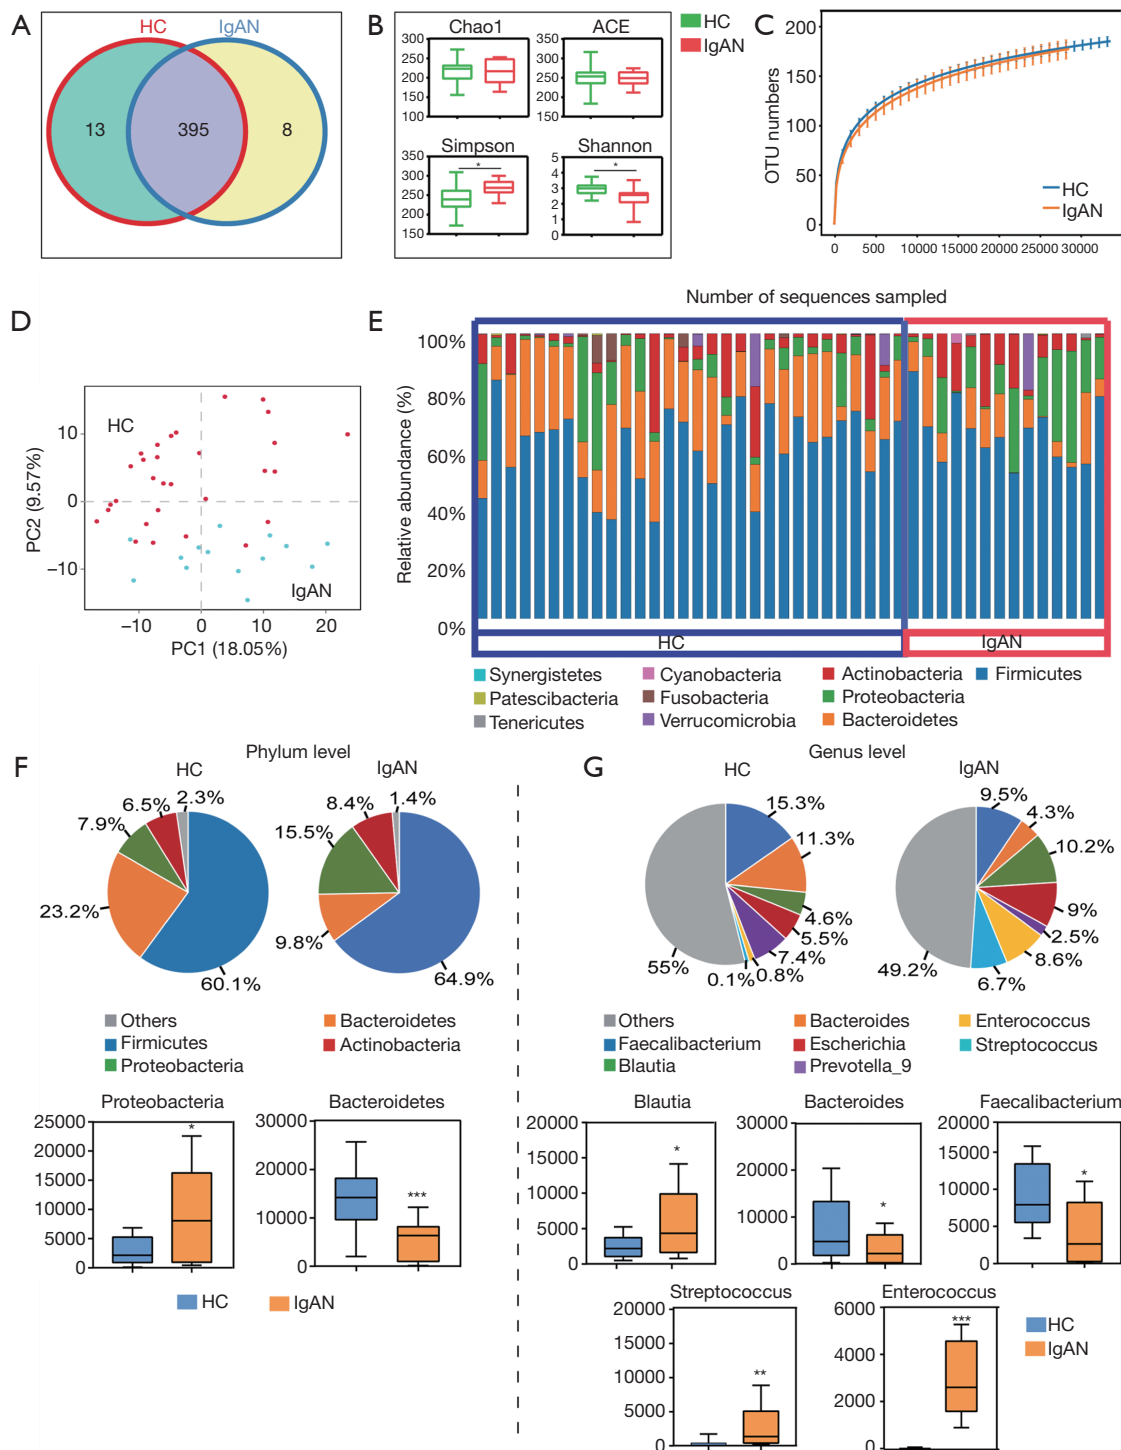 A
HC
IgAN
13
395
8
B
Chao1
ACE
HC
IgAN
300
250
200
150
100
400
350
300
250
200
Simpson
Shannon
350
300
250
200
150
*
5
4
3
2
1
0
*
C
OTU numbers
200
150
100
50
0
HC
IgAN
0
500
10000
15000
20000
25000
30000
Number of sequences sampled
D
HC
IgAN
PC2 (9.57%)
10
0
−10
−10
0
10
20
PC1 (18.05%)
E
Relative abundance (%)
100%
80%
60%
40%
20%
0%
HC
IgAN
Synergistetes
Cyanobacteria
Actinobacteria
Firmicutes
Patescibacteria
Fusobacteria
Proteobacteria
Tenericutes
Verrucomicrobia
Bacteroidetes
F
Phylum level
HC
IgAN
6.5%
2.3%
7.9%
23.2%
60.1%
8.4%
1.4%
15.5%
9.8%
64.9%
Others
Bacteroidetes
Firmicutes
Actinobacteria
Proteobacteria
Proteobacteria
25000
20000
15000
10000
5000
0
*
Bacteroidetes
30000
20000
10000
0
***
HC
IgAN
G
Genus level
HC
IgAN
15.3%
11.3%
4.6%
5.5%
7.4%
0.8%
0.1%
55%
9.5%
4.3%
10.2%
9%
2.5%
8.6%
6.7%
49.2%
Others
Bacteroides
Enterococcus
Faecalibacterium
Escherichia
Streptococcus
Blautia
Prevotella_9
Blautia
20000
15000
10000
5000
0
*
Bacteroides
30000
20000
10000
0
*
Faecalibacterium
20000
15000
10000
5000
0
*
Streptococcus
20000
15000
10000
5000
0
**
Enterococcus
6000
4000
2000
0
***
HC
IgAN